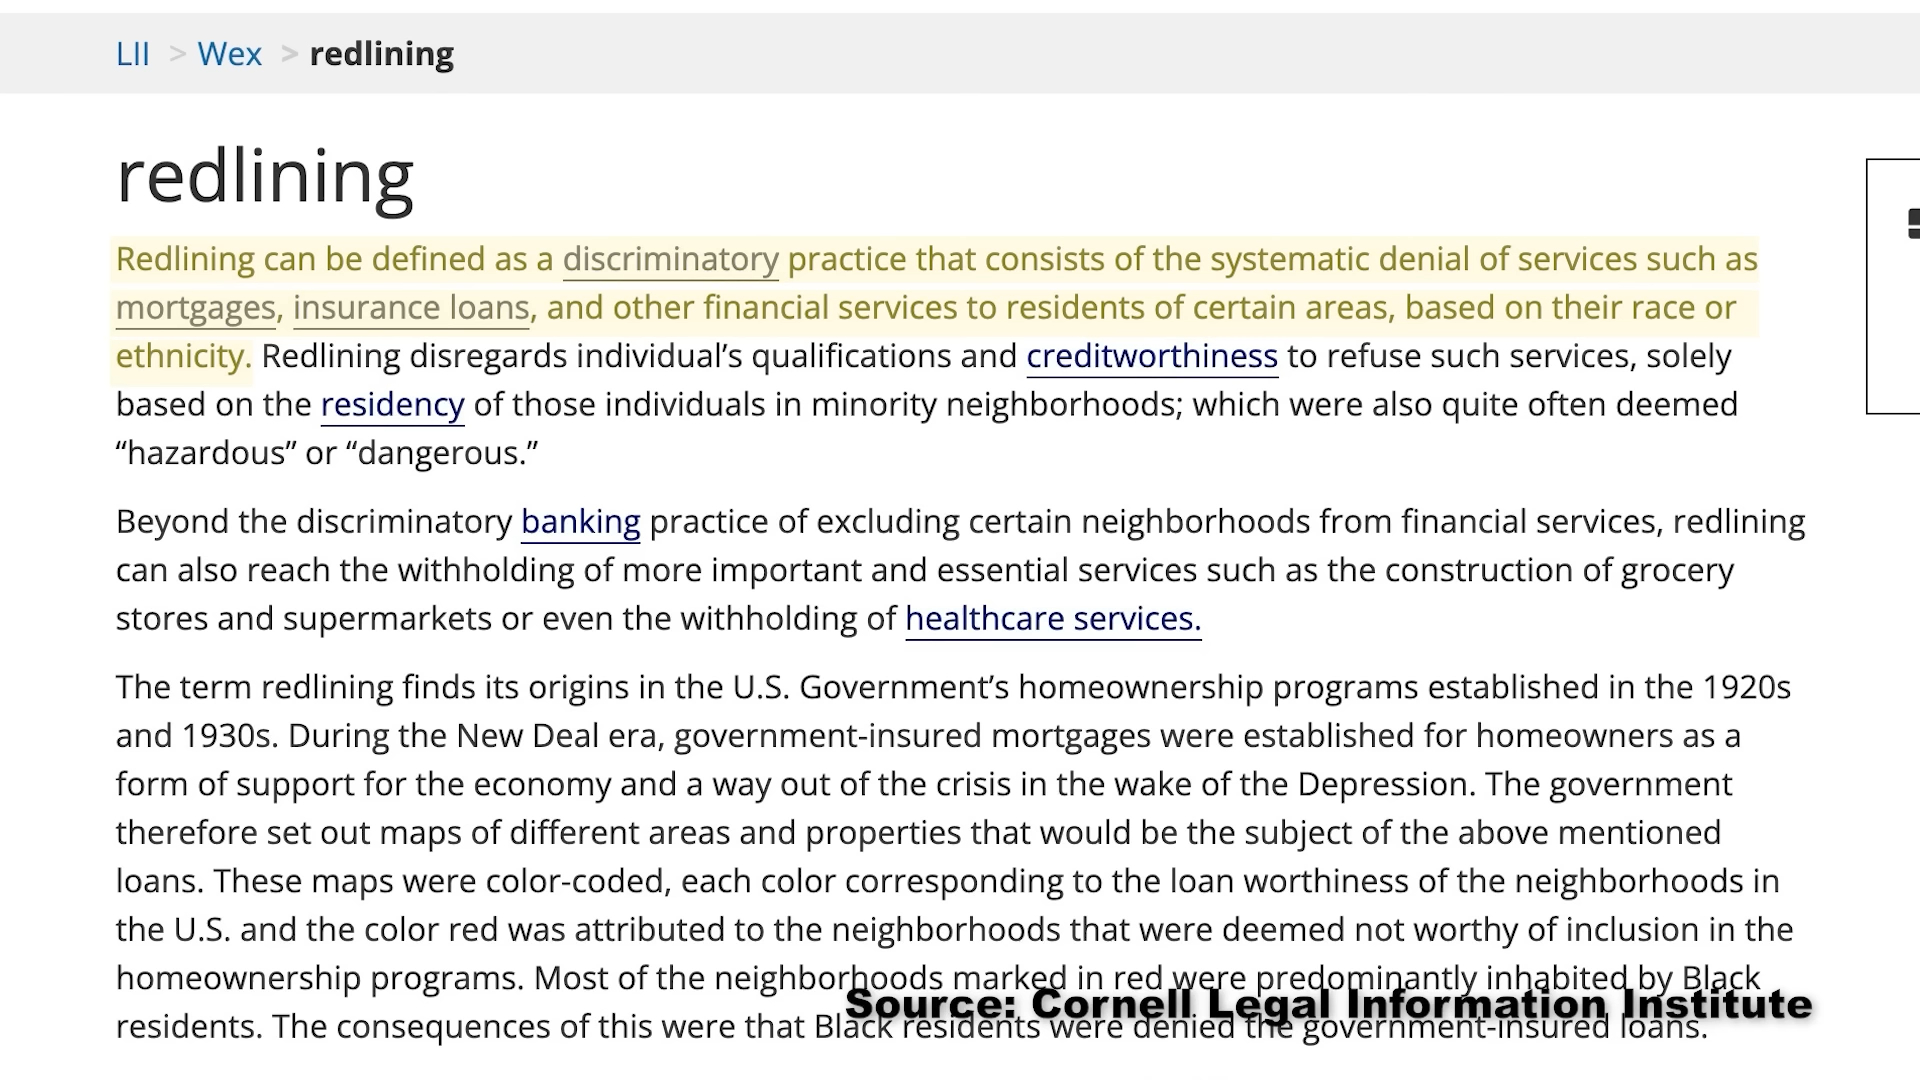 LII > Wex > redlining
redlining
Redlining can be defined as a discriminatory practice that consists of the systematic denial of services such as
mortgages, insurance loans, and other financial services to residents of certain areas, based on their race or
ethnicity. Redlining disregards individual’s qualifications and creditworthiness to refuse such services, solely
based on the residency of those individuals in minority neighborhoods; which were also quite often deemed
“hazardous” or “dangerous.”
Beyond the discriminatory banking practice of excluding certain neighborhoods from financial services, redlining
can also reach the withholding of more important and essential services such as the construction of grocery
stores and supermarkets or even the withholding of healthcare services.
The term redlining finds its origins in the U.S. Government’s homeownership programs established in the 1920s
and 1930s. During the New Deal era, government-insured mortgages were established for homeowners as a
form of support for the economy and a way out of the crisis in the wake of the Depression. The government
therefore set out maps of different areas and properties that would be the subject of the above mentioned
loans. These maps were color-coded, each color corresponding to the loan worthiness of the neighborhoods in
the U.S. and the color red was attributed to the neighborhoods that were deemed not worthy of inclusion in the
homeownership programs. Most of the neighborhoods marked in red were predominantly inhabited by Black
Source: Cornell Legal Information Institute
residents. The consequences of this were that Black residents were denied the government-insured loans.